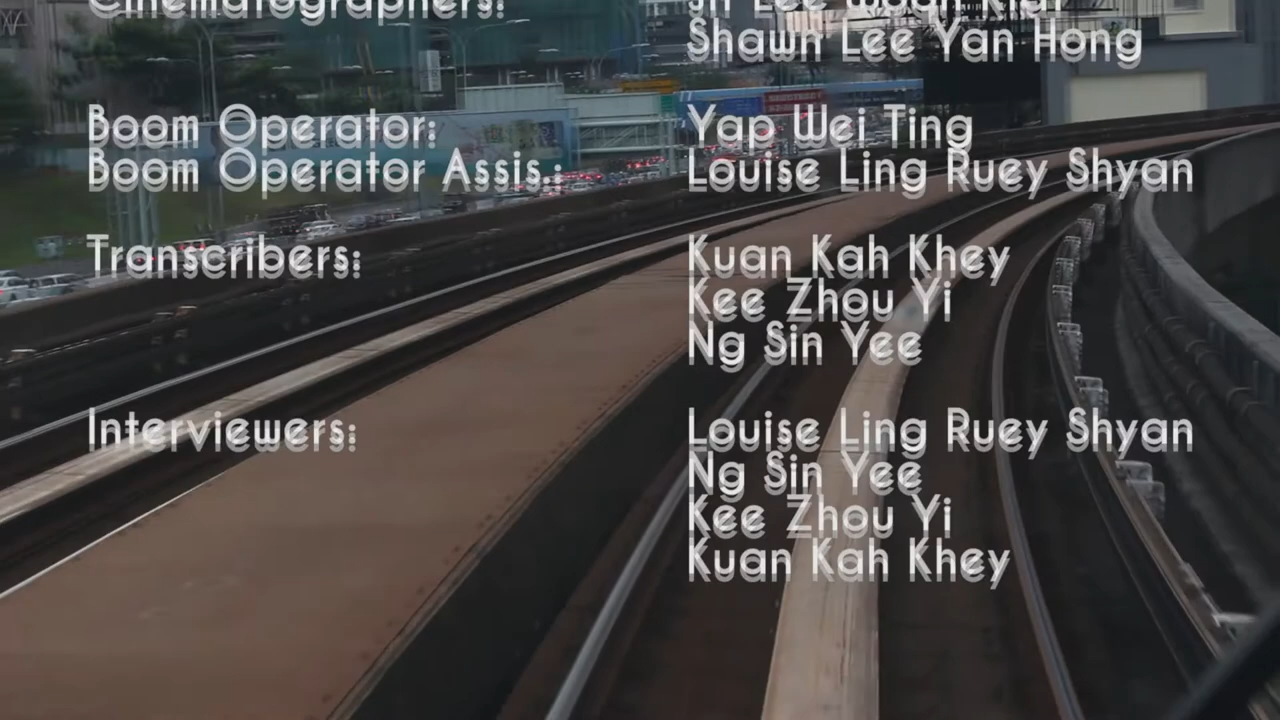 Cinematographers:
Lee
Shawn Lee Yan Hong
Boom Operator: Yap Wei Ting
Boom Operator Assis.: Louise Ling Ruey Shyan
Transcribers: Kuan Kah Khey
Kee Zhou Yi
Ng Sin Yee
Interviewers: Louise Ling Ruey Shyan
Ng Sin Yee
Kee Zhou Yi
Kuan Kah Khey